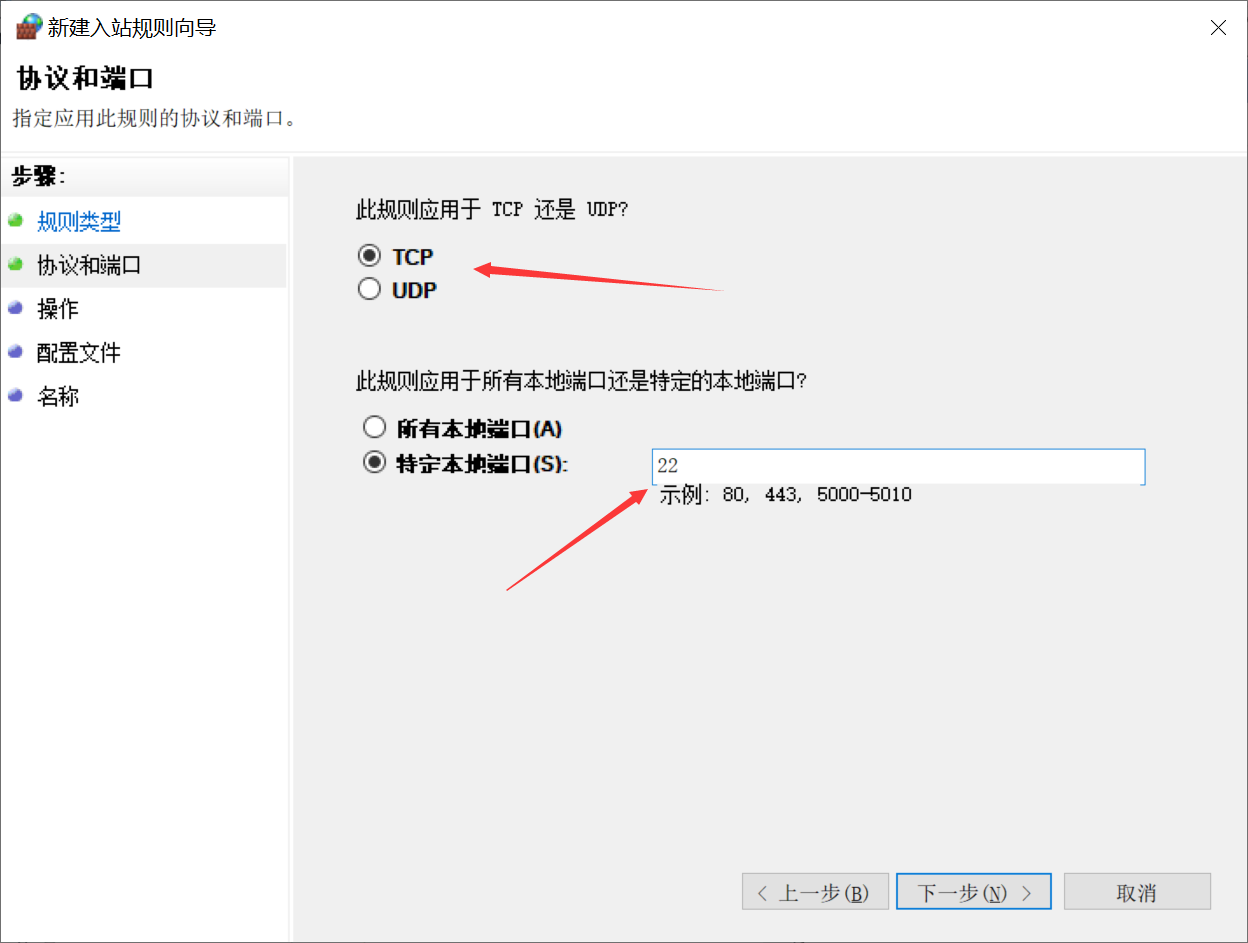 新建入站规则向导
协议和端口
指定应用此规则的协议和端口。
步骤:
规则类型
协议和端口
操作
配置文件
名称
此规则应用于 TCP 还是 UDP?
TCP
UDP
此规则应用于所有本地端口还是特定的本地端口?
所有本地端口(A)
特定本地端口(S):
22
示例: 80, 443, 5000-5010
< 上一步(B)
下一步(N) >
取消